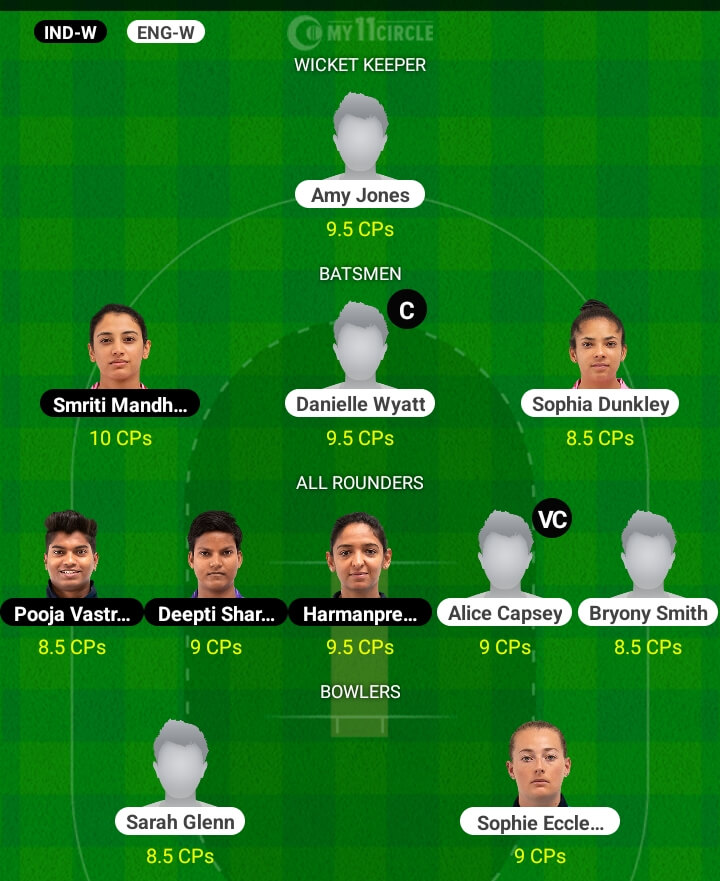 IND-W ENG-W MY11CIRCLE
WICKET KEEPER
Amy Jones
9.5 CPs
BATSMEN
C
Smriti Mandh... Danielle Wyatt Sophia Dunkley
10 CPs 9.5 CPs 8.5 CPs
ALL ROUNDERS
VC
Pooja Vastr... Deepti Shar... Harmanpre... Alice Capsey Bryony Smith
8.5 CPs 9 CPs 9.5 CPs 9 CPs 8.5 CPs
BOWLERS
Sarah Glenn Sophie Eccle...
8.5 CPs 9 CPs